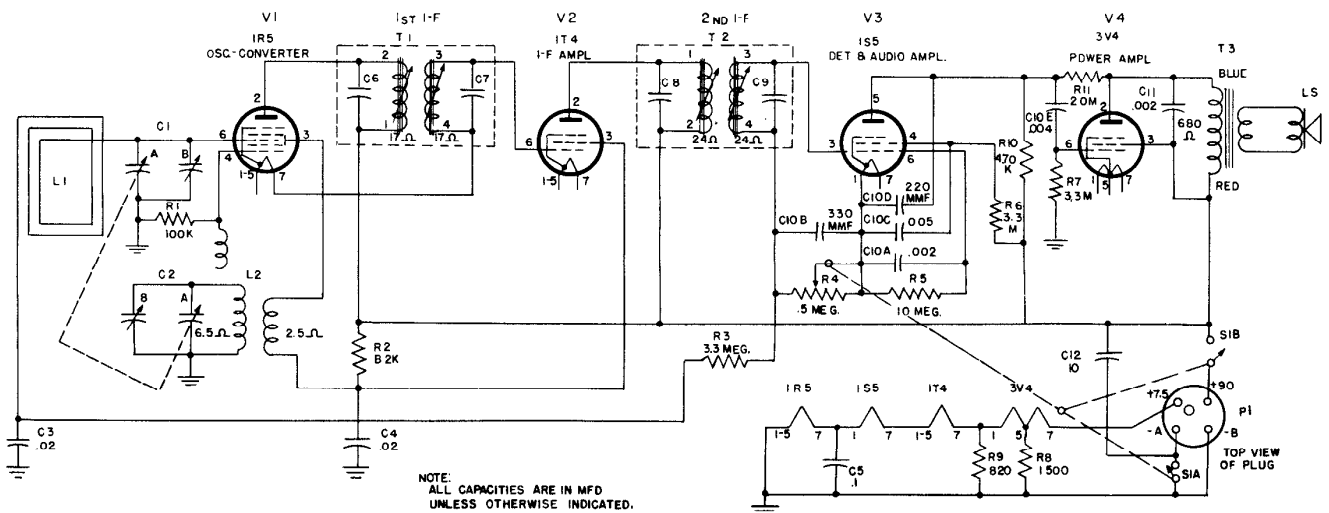 V1
1R5
OSC-CONVERTER
1ST I-F
T1
V2
1T4
I-F AMPL
2ND I-F
T2
V3
1S5
DET & AUDIO AMPL.
V4
3V4
POWER AMPL
T3
BLUE
LS
R11
2.0M
C11
.002
680
Ω
RED
C10E
.004
R10
470
K
R7
3.3M
R6
3.3
M
C6
2
1
17Ω
3
4
17Ω
C7
C8
1
2
24Ω
3
4
24Ω
C9
2
6
4
3
1-5
7
2
6
3
1-5
7
5
3
4
6
1
7
2
6
3
1
5
7
L1
C1
A
B
R1
100K
C2
B
A
L2
6.5Ω
2.5Ω
C10D
220
MMF
C10B
330
MMF
C10C
.005
C10A
.002
R4
.5 MEG.
R5
10 MEG.
R2
8.2K
R3
3.3 MEG.
C3
.02
C4
.02
C12
10
S1B
+7.5
+90
P1
-A
-B
TOP VIEW
OF PLUG
S1A
1R5
1S5
1T4
3V4
1-5
7
1
7
1-5
7
1
5
7
C5
.1
R9
820
R8
1500
NOTE:
ALL CAPACITIES ARE IN MFD
UNLESS OTHERWISE INDICATED.